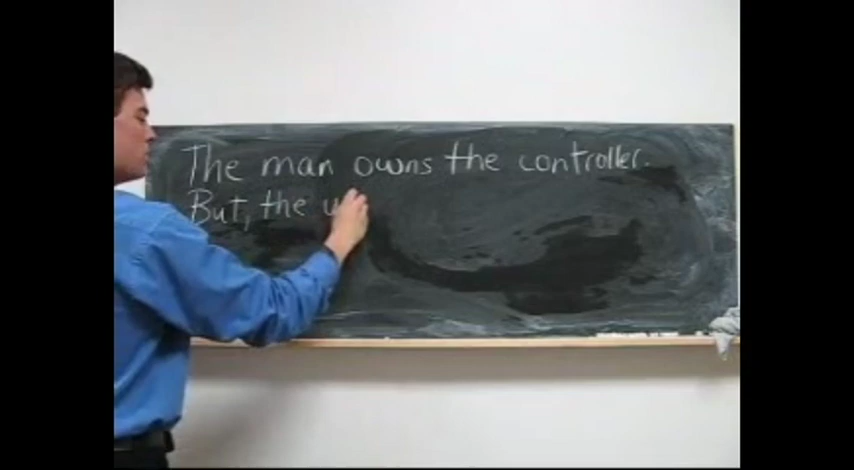 The man owns the controller.
But, the